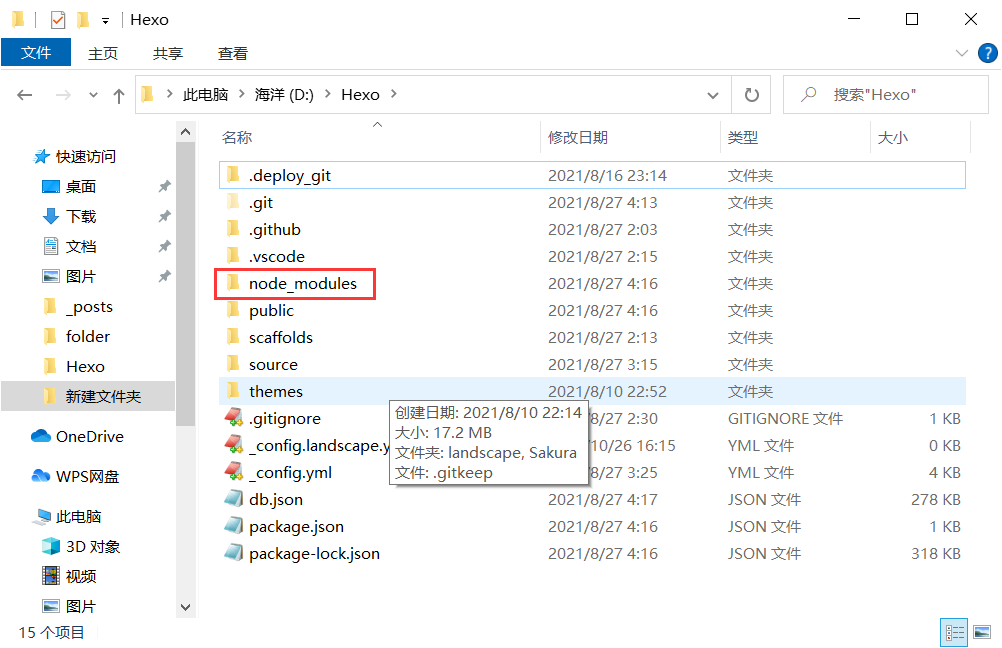 Hexo
文件 主页 共享 查看
此电脑 海洋 (D:) Hexo 搜索"Hexo"
名称 修改日期 类型 大小
快速访问
桌面
下载
文档
图片
_posts
folder
Hexo
新建文件夹
OneDrive
WPS网盘
此电脑
3D 对象
视频
图片
.deploy_git 2021/8/16 23:14 文件夹
.git 2021/8/27 4:13 文件夹
.github 2021/8/27 2:03 文件夹
.vscode 2021/8/27 2:15 文件夹
node_modules 2021/8/27 4:16 文件夹
public 2021/8/27 4:16 文件夹
scaffolds 2021/8/27 2:13 文件夹
source 2021/8/27 3:15 文件夹
themes 2021/8/10 22:52 文件夹
.gitignore /8/27 2:30 GITIGNORE 文件 1 KB
_config.landscape.y /10/26 16:15 YML 文件 0 KB
_config.yml /8/27 3:25 YML 文件 4 KB
db.json 2021/8/27 4:17 JSON 文件 278 KB
package.json 2021/8/27 4:16 JSON 文件 1 KB
package-lock.json 2021/8/27 4:16 JSON 文件 318 KB
创建日期: 2021/8/10 22:14
大小: 17.2 MB
文件夹: landscape, Sakura
文件: .gitkeep
15 个项目